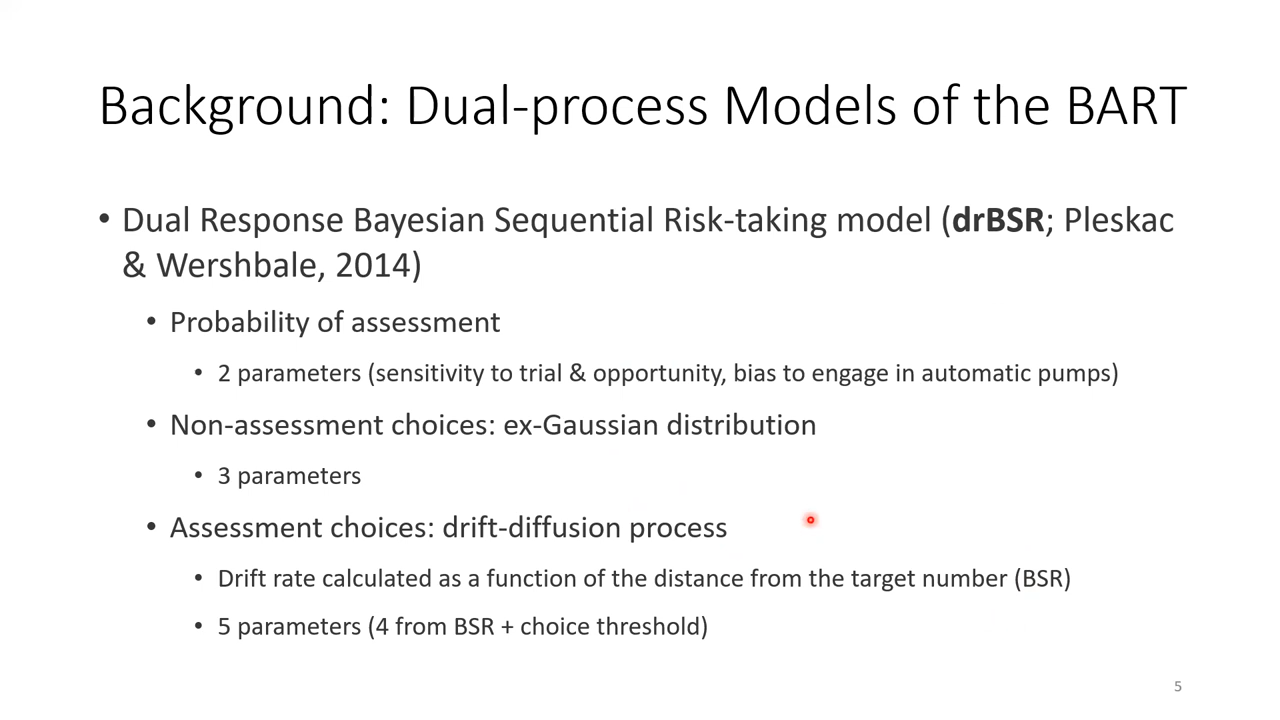 Background: Dual-process Models of the BART
• Dual Response Bayesian Sequential Risk-taking model (drBSR; Pleskac
& Wershbale, 2014)
• Probability of assessment
• 2 parameters (sensitivity to trial & opportunity, bias to engage in automatic pumps)
• Non-assessment choices: ex-Gaussian distribution
• 3 parameters
• Assessment choices: drift-diffusion process
• Drift rate calculated as a function of the distance from the target number (BSR)
• 5 parameters (4 from BSR + choice threshold)
5